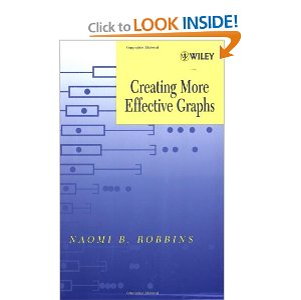 Click to LOOK INSIDE!
WILEY
Creating More
Effective Graphs
NAOMI B. ROBBINS